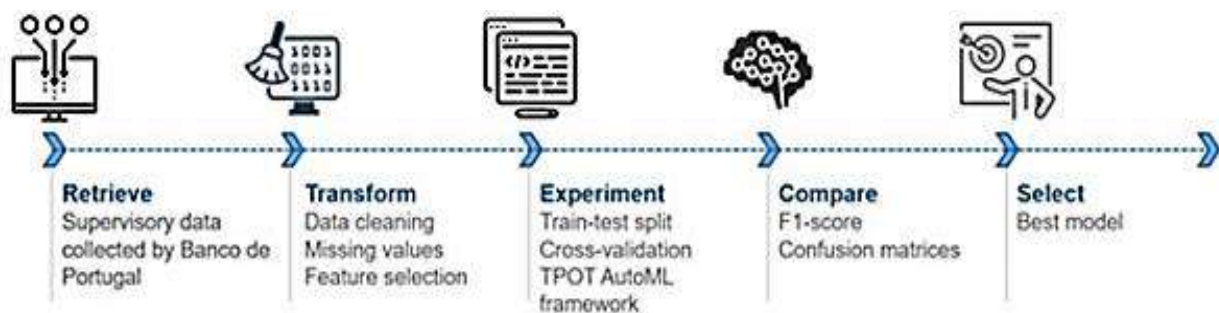 Retrieve
Supervisory data
collected by Banco de
Portugal
Transform
Data cleaning
Missing values
Feature selection
Experiment
Train-test split
Cross-validation
TPOT AutoML
framework
Compare
F1-score
Confusion matrices
Select
Best model